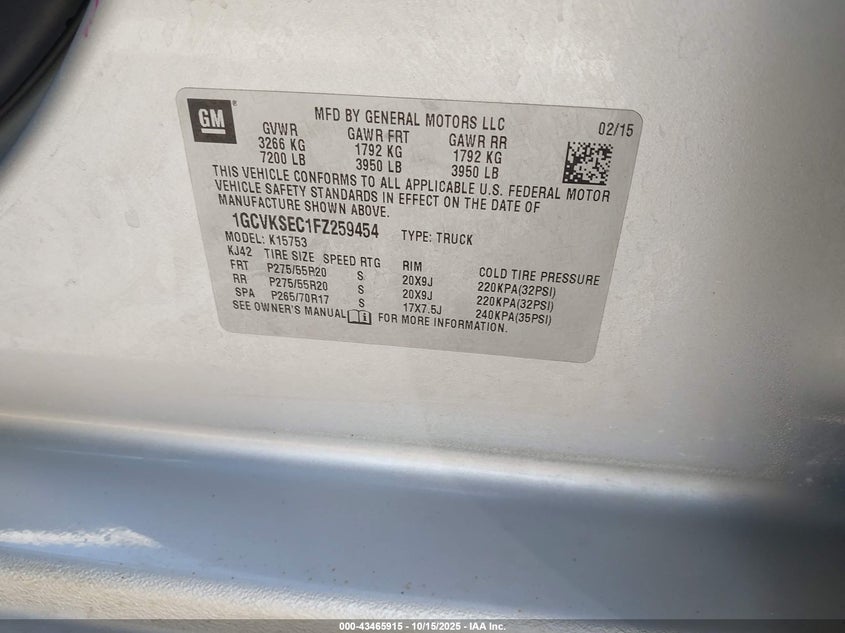 GM
MFD BY GENERAL MOTORS LLC 02/15
GVWR GAWR FRT GAWR RR
3266 KG 1792 KG 1792 KG
7200 LB 3950 LB 3950 LB
THIS VEHICLE CONFORMS TO ALL APPLICABLE U.S. FEDERAL MOTOR
VEHICLE SAFETY STANDARDS IN EFFECT ON THE DATE OF
MANUFACTURE SHOWN ABOVE.
1GCVKSEC1FZ259454 TYPE: TRUCK
MODEL: K15753
KJ42 TIRE SIZE SPEED RTG RIM COLD TIRE PRESSURE
FRT P275/55R20 S 20X9J 220KPA(32PSI)
RR P275/55R20 S 20X9J 220KPA(32PSI)
SPA P265/70R17 S 17X7.5J 240KPA(35PSI)
SEE OWNER'S MANUAL FOR MORE INFORMATION.
000-43465915 - 10/15/2025 - IAA Inc.